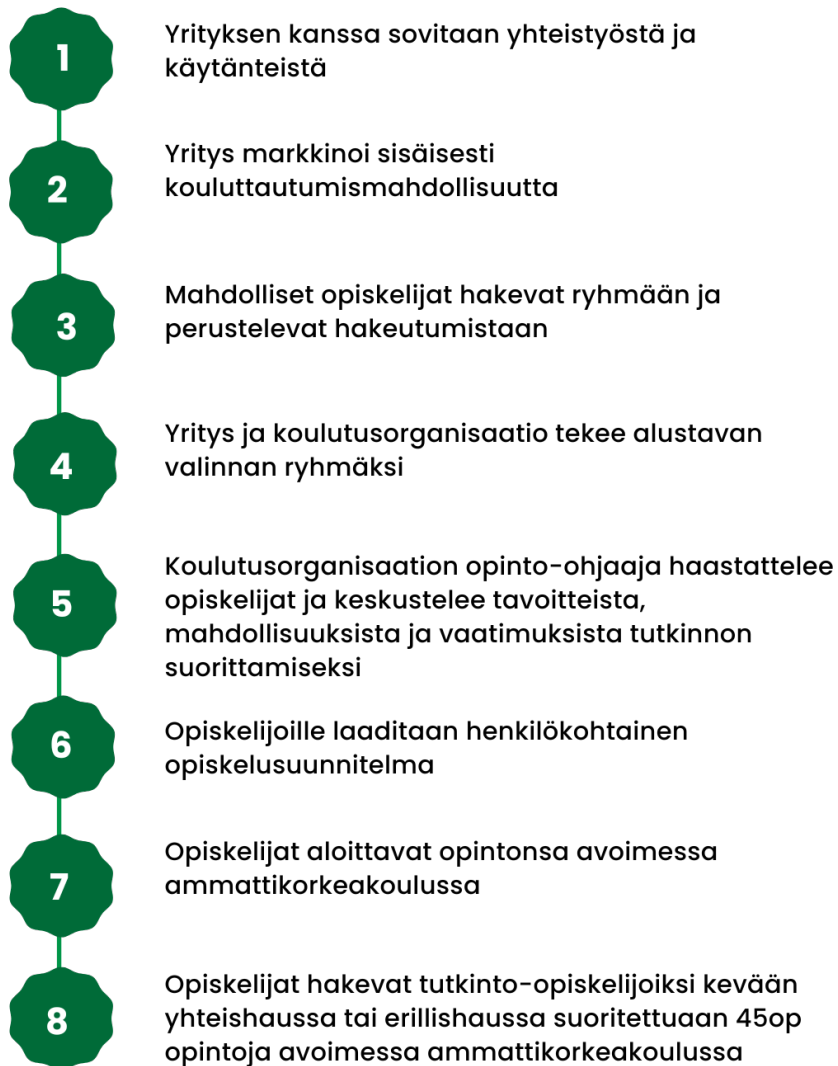 1
Yrityksen kanssa sovitaan yhteistyöstä ja
käytänteistä
2
Yritys markkinoi sisäisesti
kouluttautumismahdollisuutta
3
Mahdolliset opiskelijat hakevat ryhmään ja
perustelevat hakeutumistaan
4
Yritys ja koulutusorganisaatio tekee alustavan
valinnan ryhmäksi
5
Koulutusorganisaation opinto-ohjaaja haastattelee
opiskelijat ja keskustelee tavoitteista,
mahdollisuuksista ja vaatimuksista tutkinnon
suorittamiseksi
6
Opiskelijoille laaditaan henkilökohtainen
opiskelusuunnitelma
7
Opiskelijat aloittavat opintonsa avoimessa
ammattikorkeakoulussa
8
Opiskelijat hakevat tutkinto-opiskelijoiksi kevään
yhteishaussa tai erillishaussa suoritettuaan 45op
opintoja avoimessa ammattikorkeakoulussa